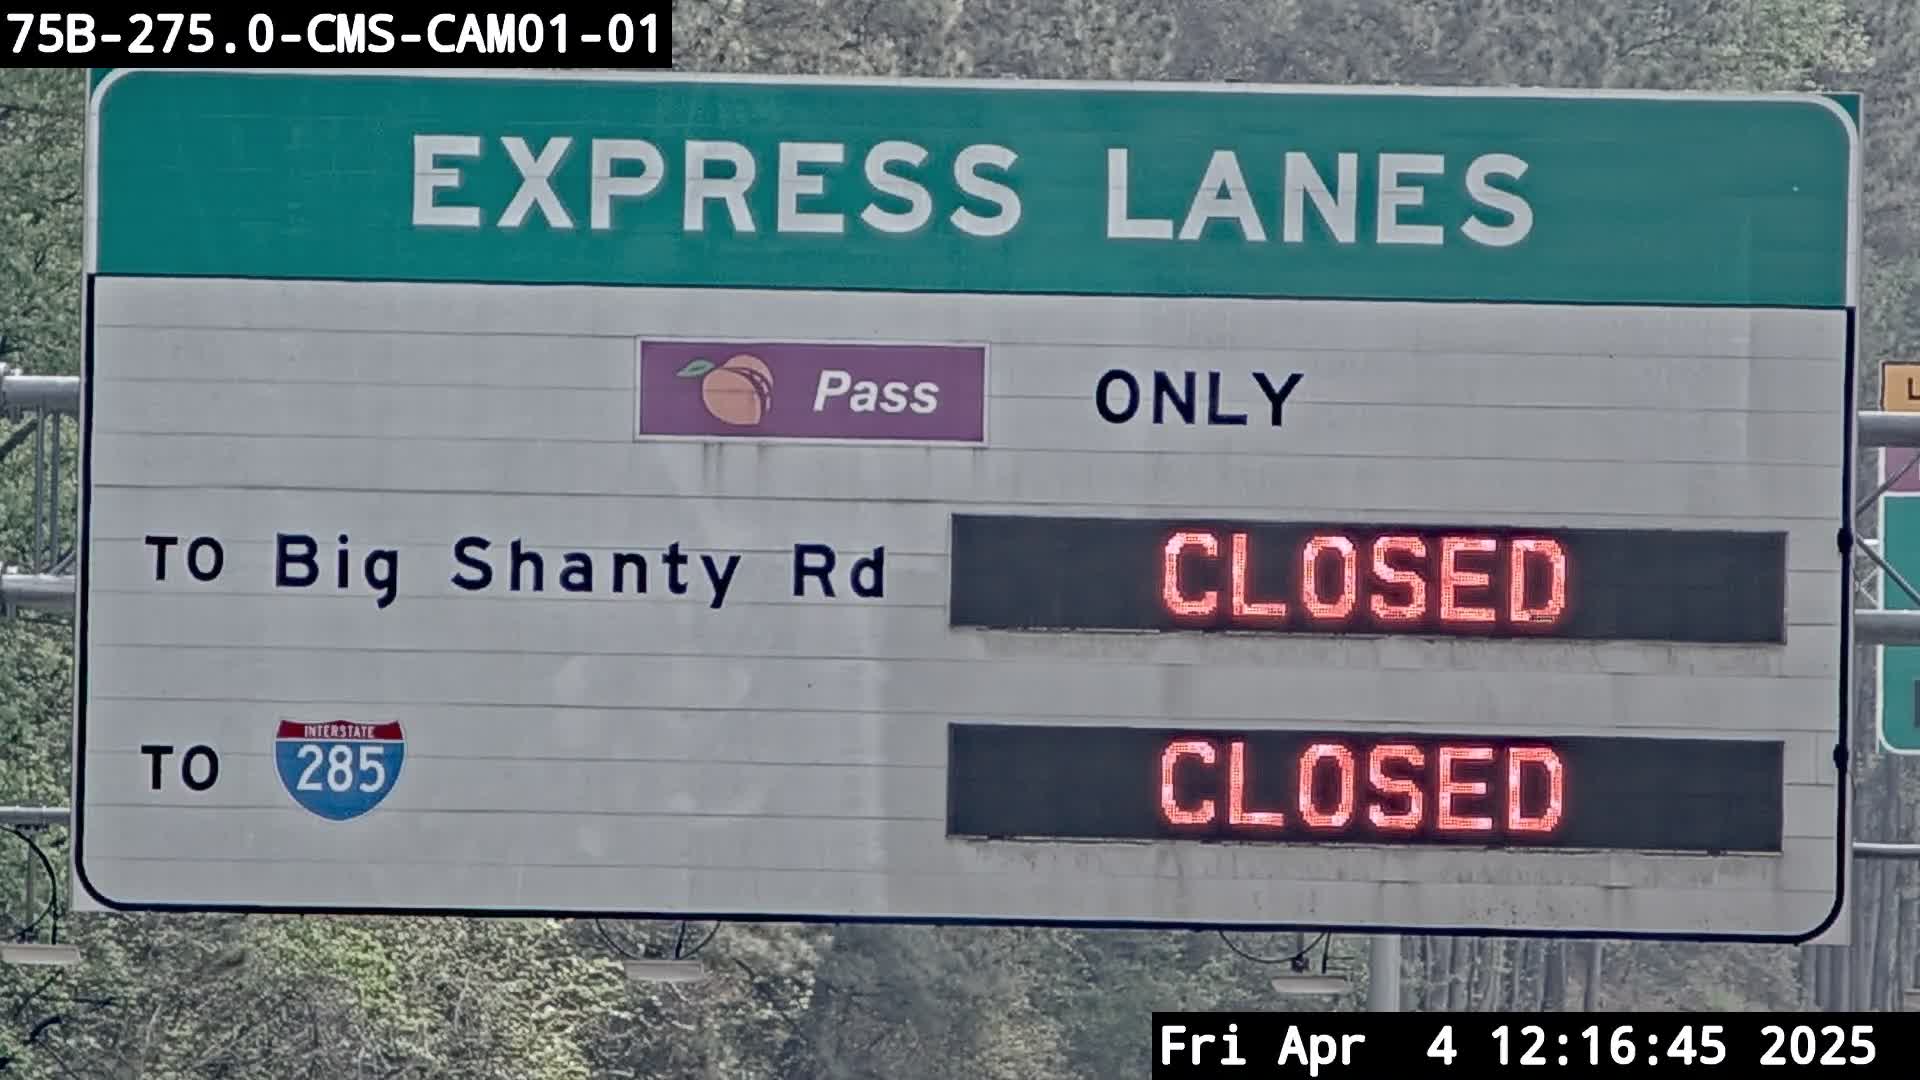 75B-275.0-CMS-CAM01-01
EXPRESS LANES
Pass ONLY
TO Big Shanty Rd CLOSED
TO INTERSTATE 285 CLOSED
Fri Apr 4 12:16:45 2025